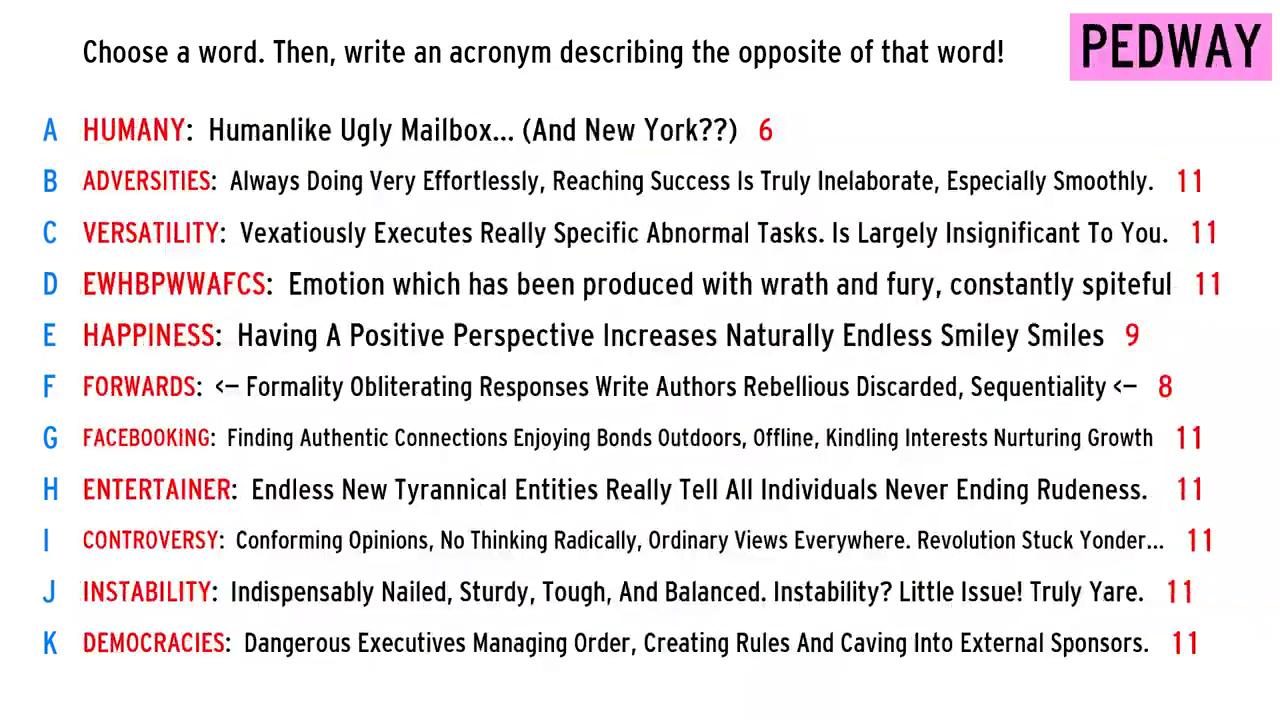 Choose a word. Then, write an acronym describing the opposite of that word!
PEDWAY
A HUMANY: Humanlike Ugly Mailbox... (And New York??) 6
B ADVERSITIES: Always Doing Very Effortlessly, Reaching Success Is Truly Inelaborate, Especially Smoothly. 11
C VERSATILITY: Vexatiously Executes Really Specific Abnormal Tasks. Is Largely Insignificant To You. 11
D EWHBPWWAFCS: Emotion which has been produced with wrath and fury, constantly spiteful 11
E HAPPINESS: Having A Positive Perspective Increases Naturally Endless Smiley Smiles 9
F FORWARDS: <– Formality Obliterating Responses Write Authors Rebellious Discarded, Sequentiality <– 8
G FACEBOOKING: Finding Authentic Connections Enjoying Bonds Outdoors, Offline, Kindling Interests Nurturing Growth 11
H ENTERTAINER: Endless New Tyrannical Entities Really Tell All Individuals Never Ending Rudeness. 11
I CONTROVERSY: Conforming Opinions, No Thinking Radically, Ordinary Views Everywhere. Revolution Stuck Yonder... 11
J INSTABILITY: Indispensably Nailed, Sturdy, Tough, And Balanced. Instability? Little Issue! Truly Yare. 11
K DEMOCRACIES: Dangerous Executives Managing Order, Creating Rules And Caving Into External Sponsors. 11